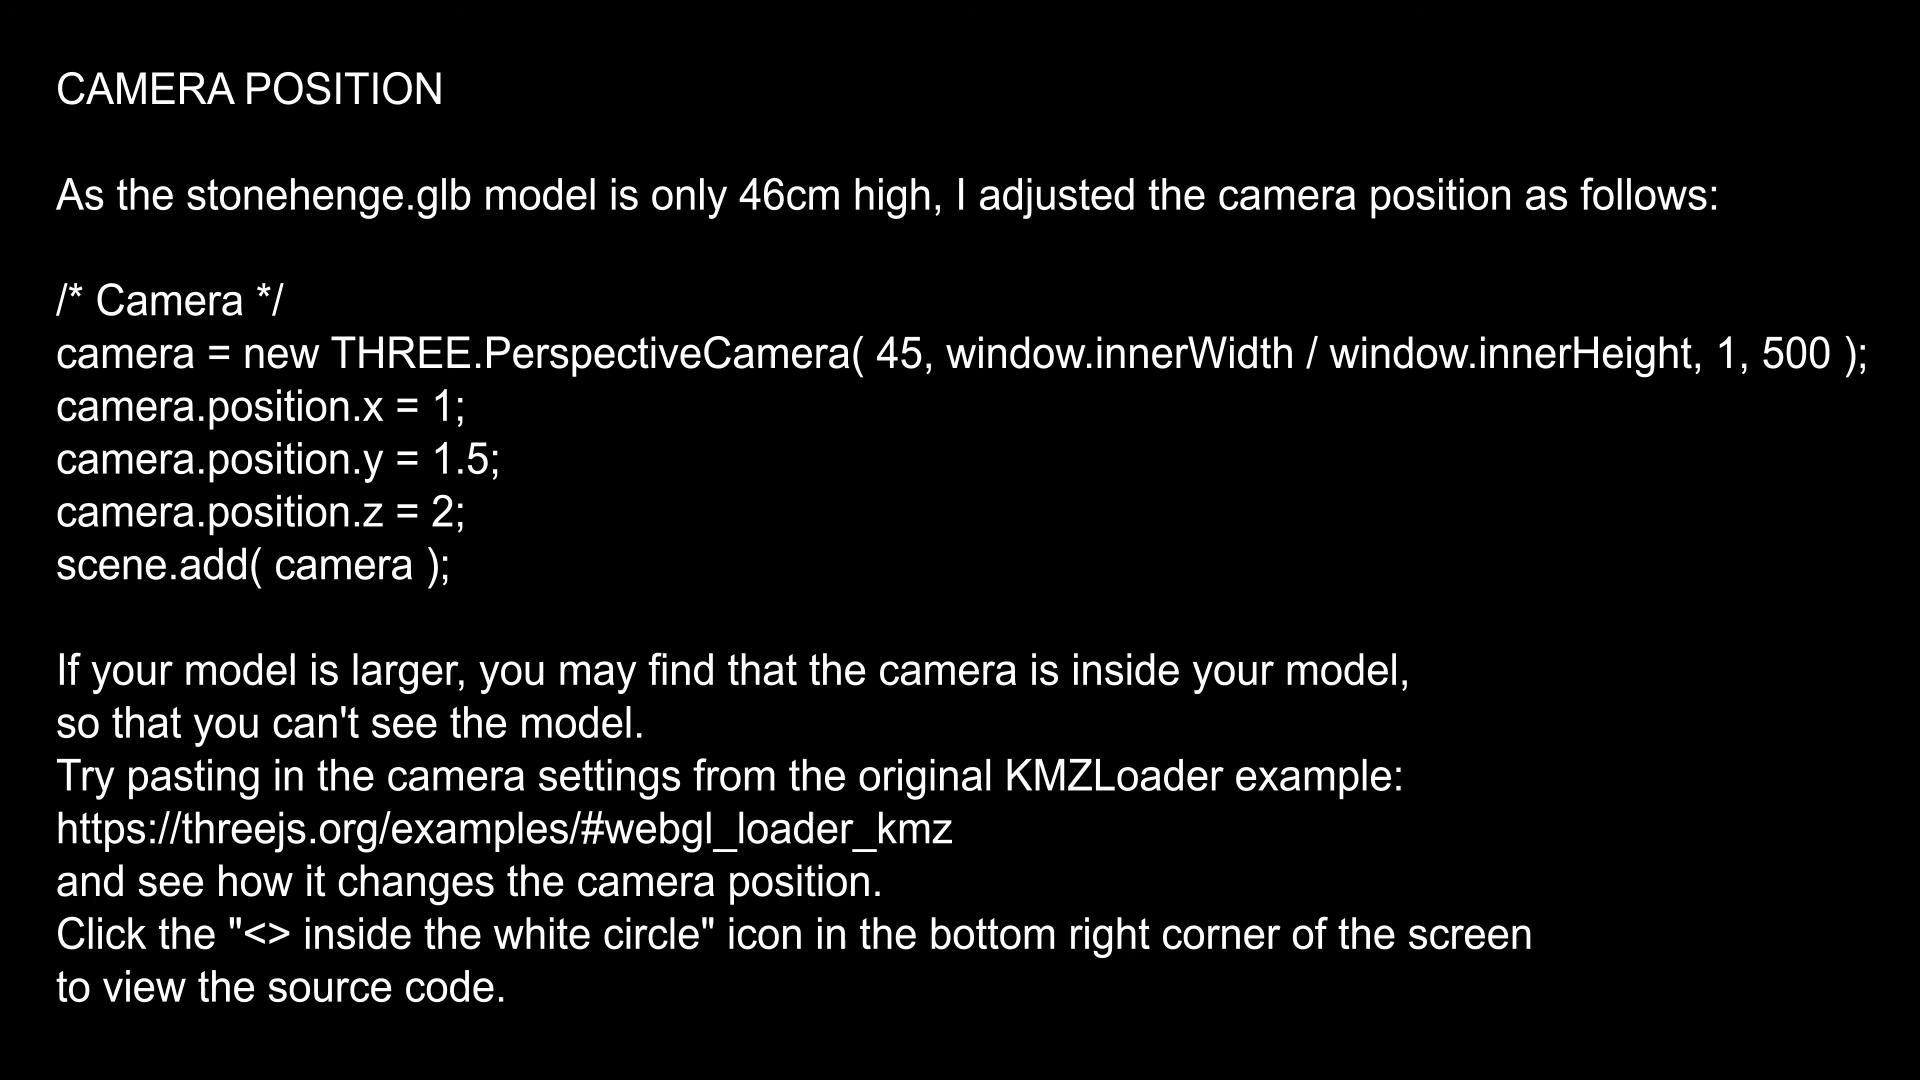 CAMERA POSITION
As the stonehenge.glb model is only 46cm high, I adjusted the camera position as follows:
/* Camera */
camera = new THREE.PerspectiveCamera( 45, window.innerWidth / window.innerHeight, 1, 500 );
camera.position.x = 1;
camera.position.y = 1.5;
camera.position.z = 2;
scene.add( camera );
If your model is larger, you may find that the camera is inside your model,
so that you can't see the model.
Try pasting in the camera settings from the original KMZLoader example:
https://threejs.org/examples/#webgl_loader_kmz
and see how it changes the camera position.
Click the "<> inside the white circle" icon in the bottom right corner of the screen
to view the source code.